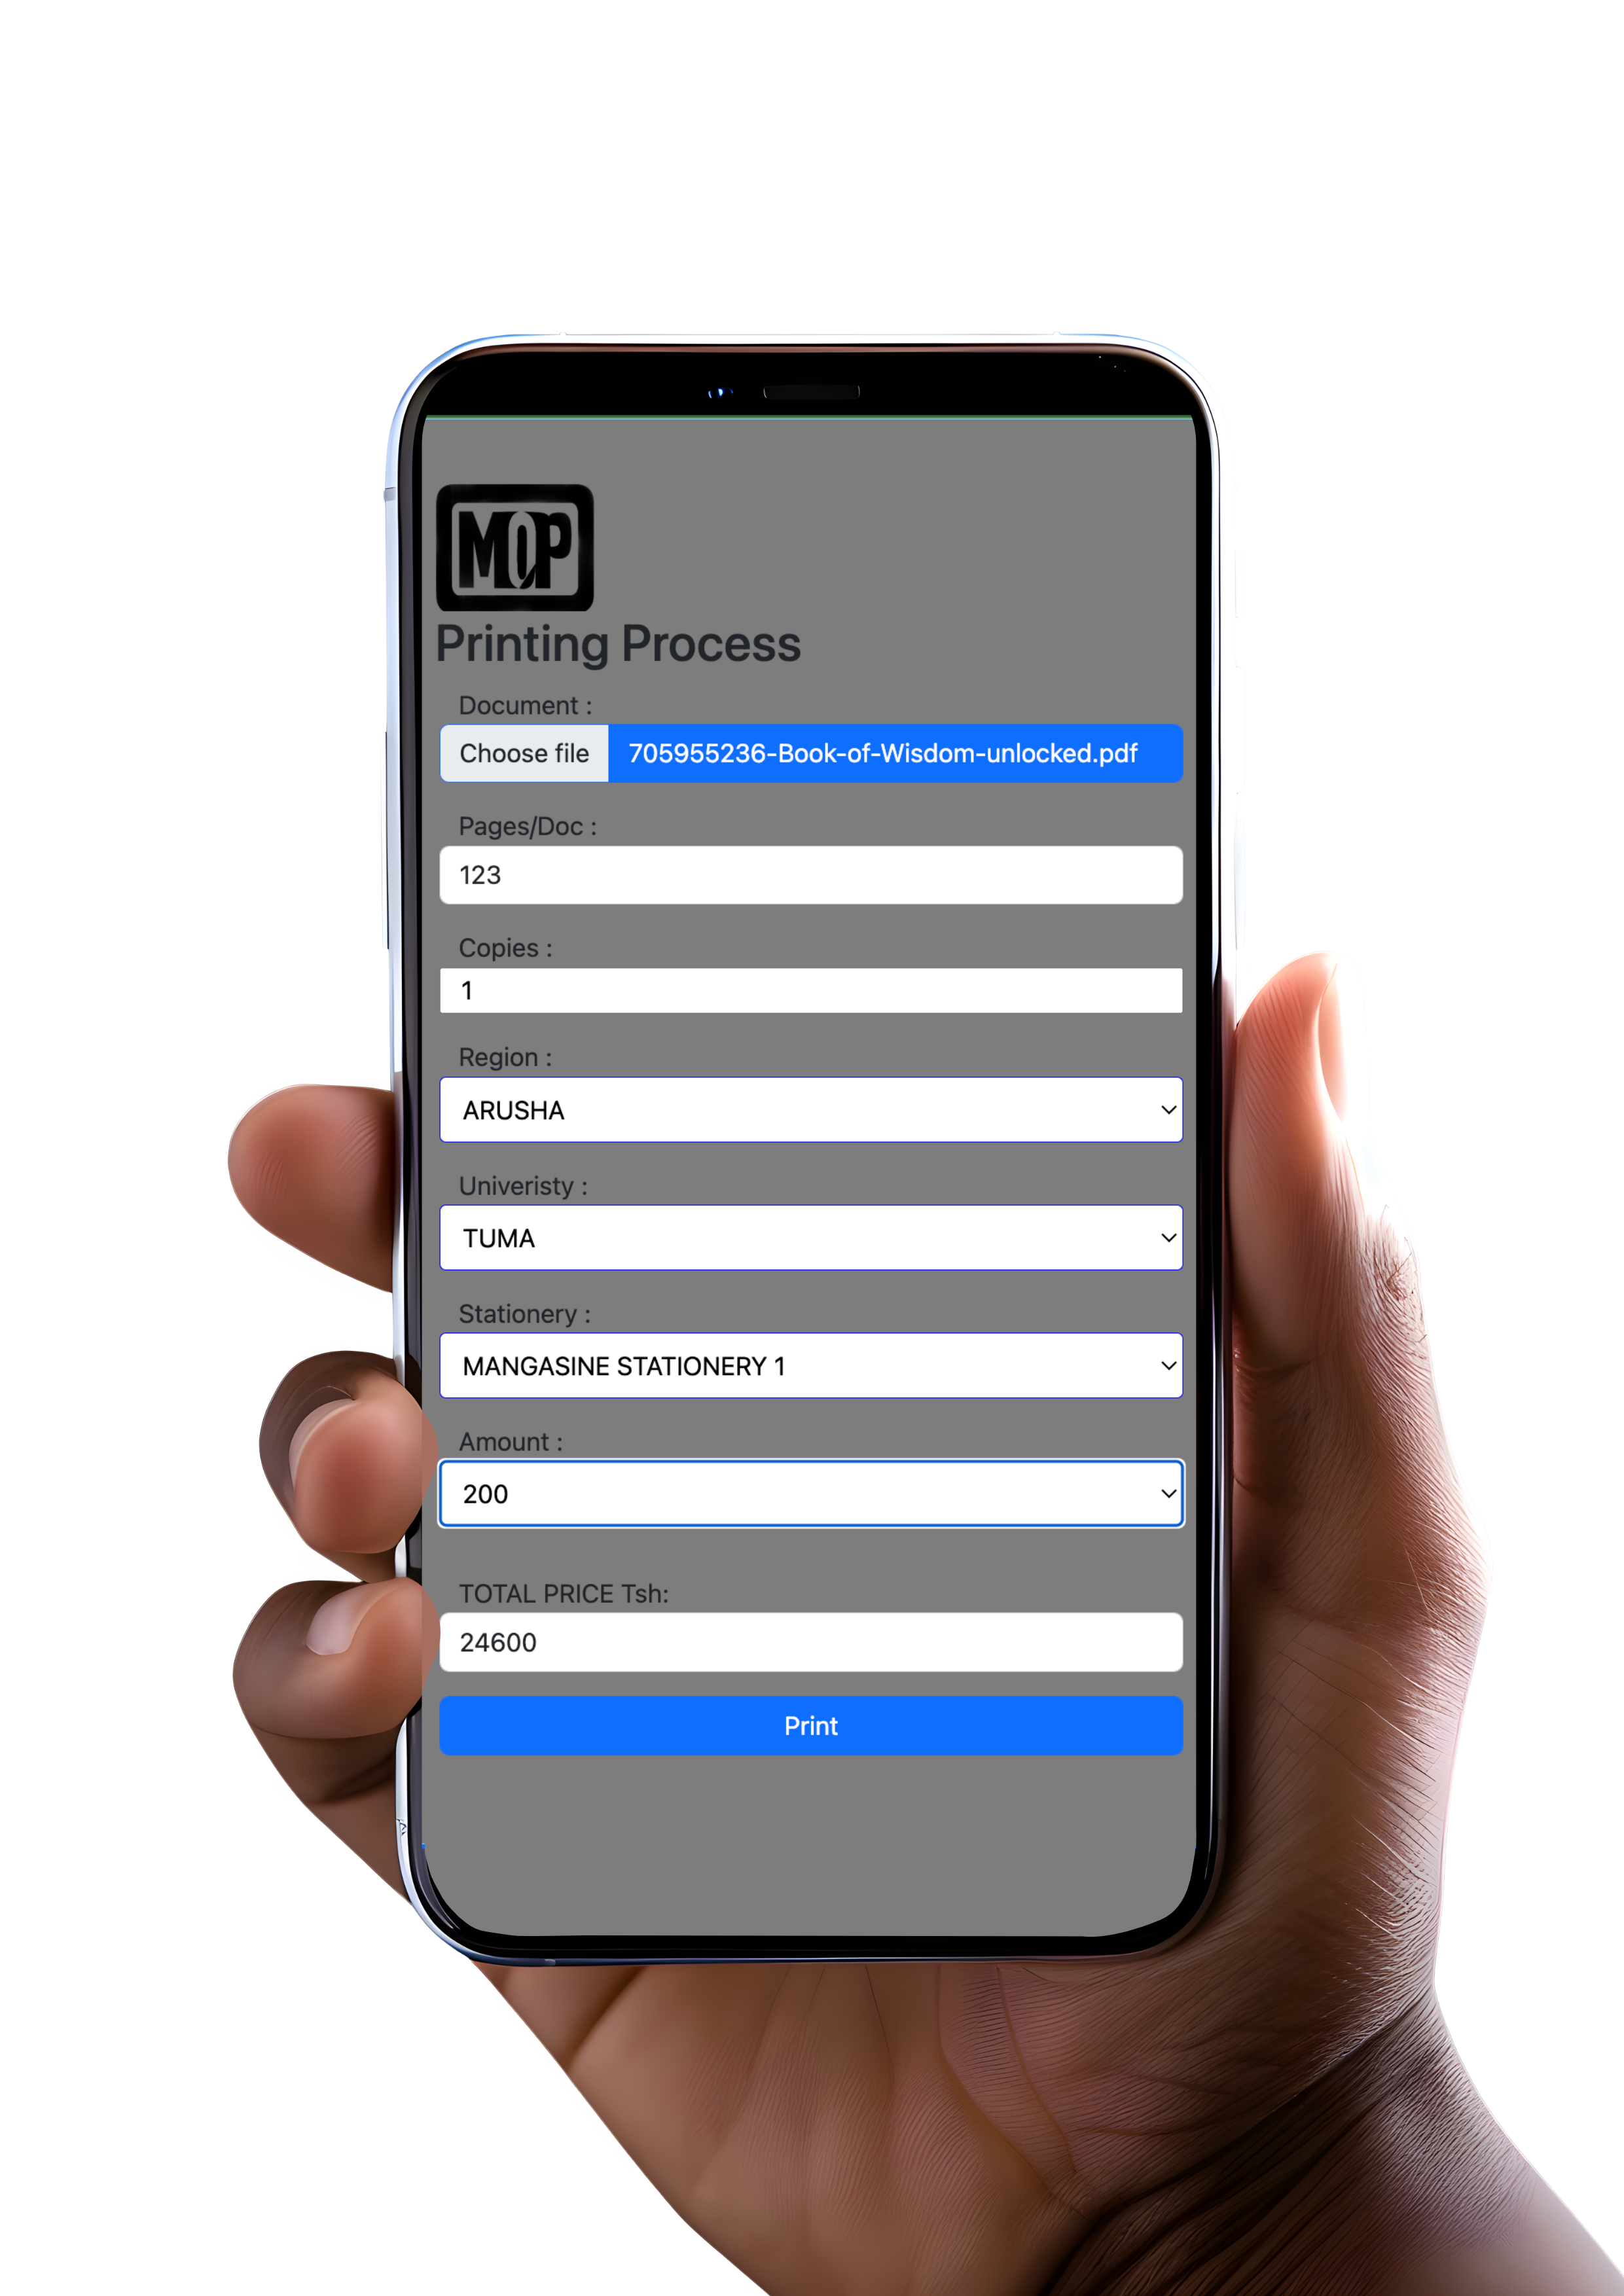 MOP
Printing Process
Document :
Choose file 705955236-Book-of-Wisdom-unlocked.pdf
Pages/Doc :
123
Copies :
1
Region :
ARUSHA
Univeristy :
TUMA
Stationery :
MANGASINE STATIONERY 1
Amount :
200
TOTAL PRICE Tsh:
24600
Print